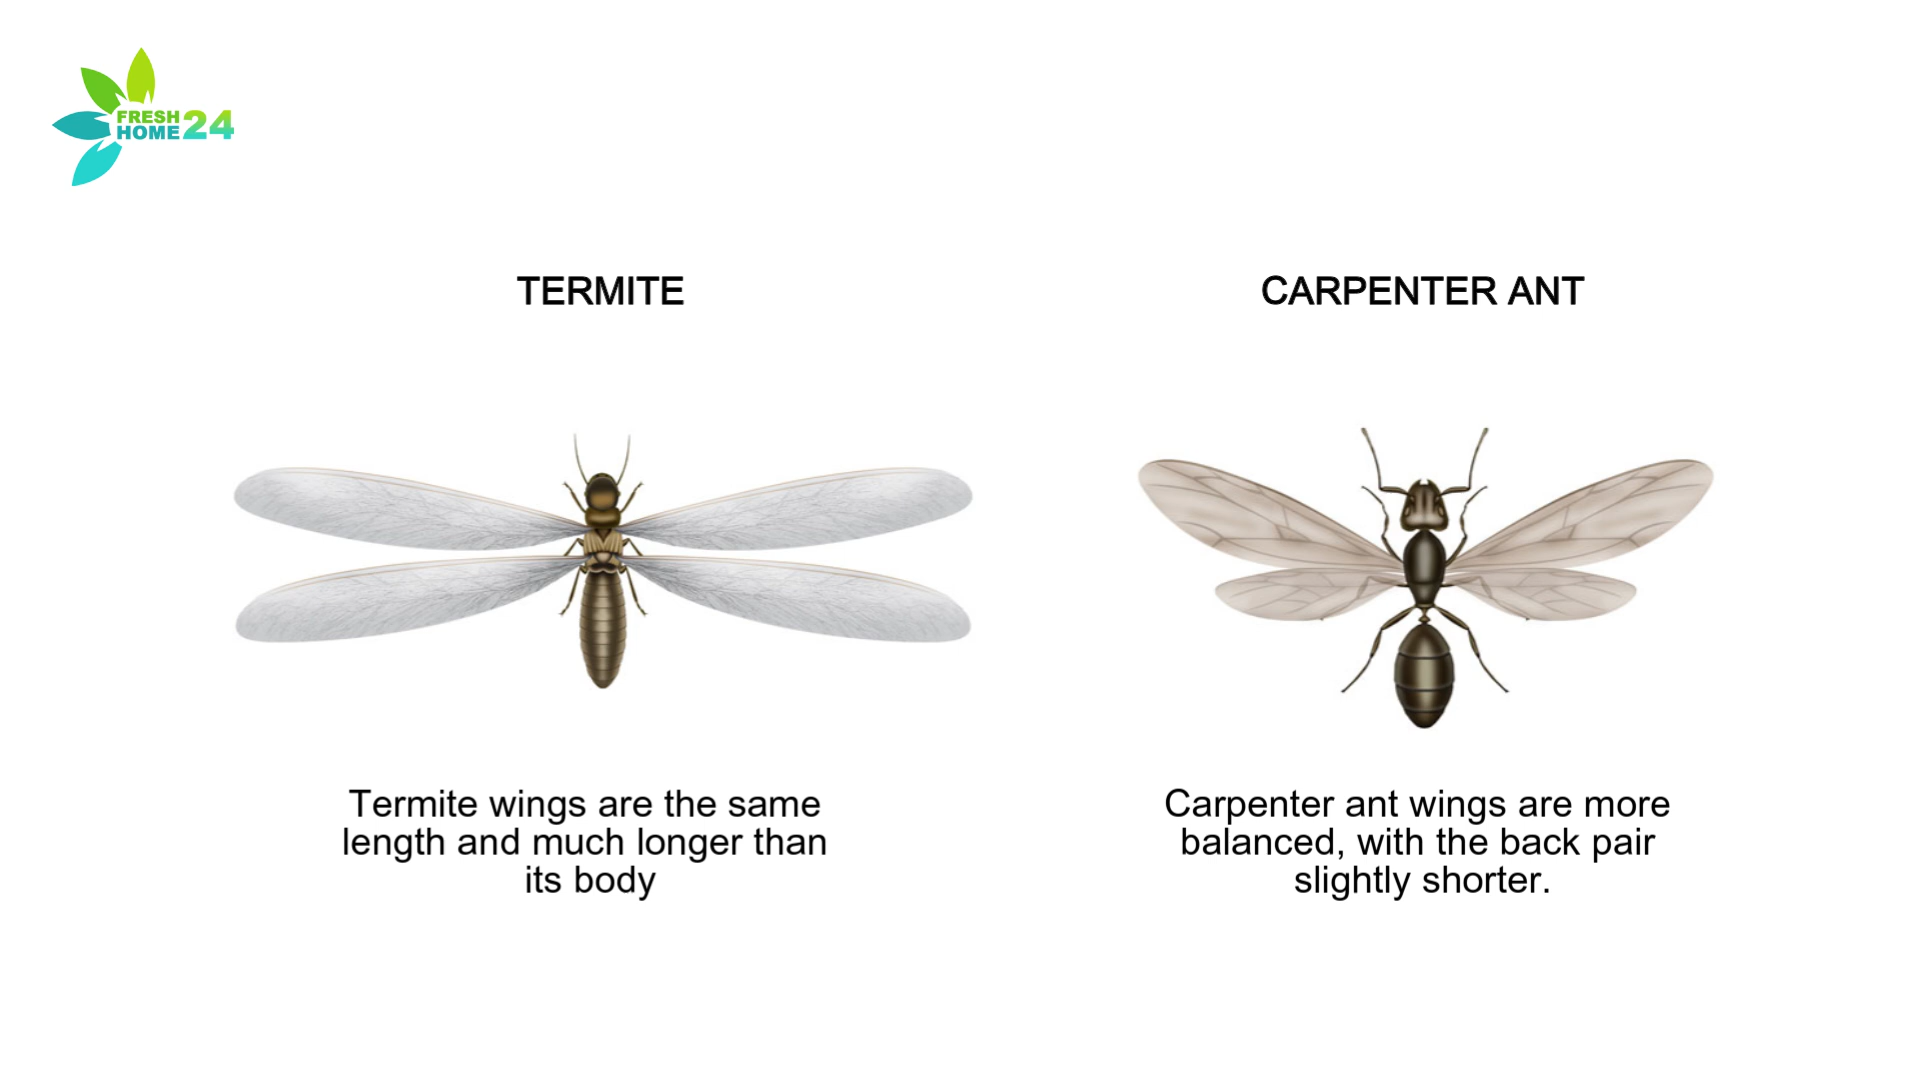 FRESH
HOME 24
TERMITE
CARPENTER ANT
Termite wings are the same
length and much longer than
its body
Carpenter ant wings are more
balanced, with the back pair
slightly shorter.